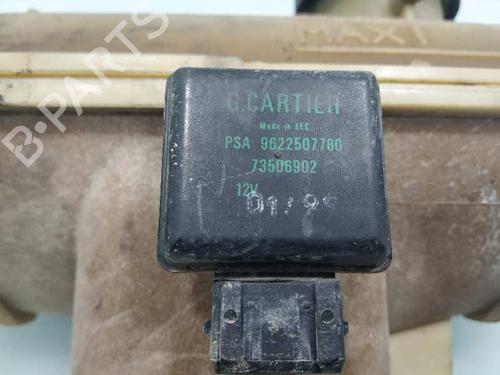 MAXI
B-PARTS
G.CARTIER
Made in EEC
PSA 9622507780
73506902
12V